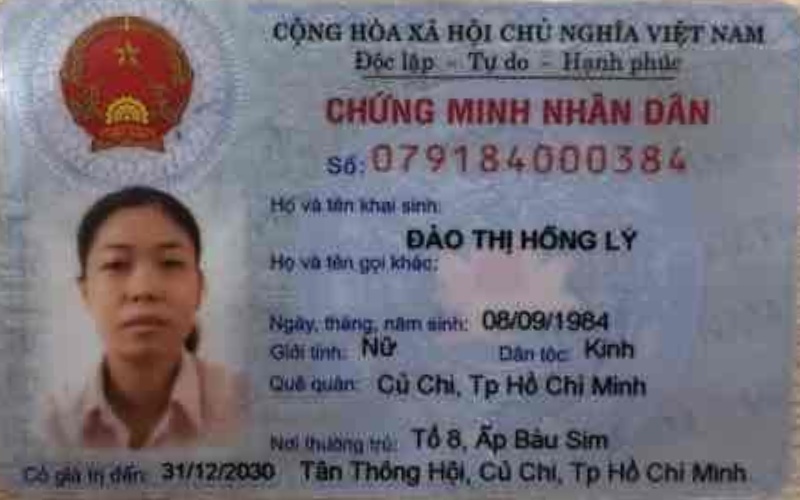 CỘNG HÒA XÃ HỘI CHỦ NGHĨA VIỆT NAM
Độc lập - Tự do - Hạnh phúc
CHỨNG MINH NHÂN DÂN
Số: 079184000384
Họ và tên khai sinh:
ĐÀO THỊ HỒNG LÝ
Họ và tên gọi khác:
Ngày, tháng, năm sinh: 08/09/1984
Giới tính: Nữ Dân tộc: Kinh
Quê quán: Củ Chi, Tp Hồ Chí Minh
Nơi thường trú: Tổ 8, Ấp Bàu Sim
Có giá trị đến: 31/12/2030 Tân Thông Hội, Củ Chi, Tp Hồ Chí Minh